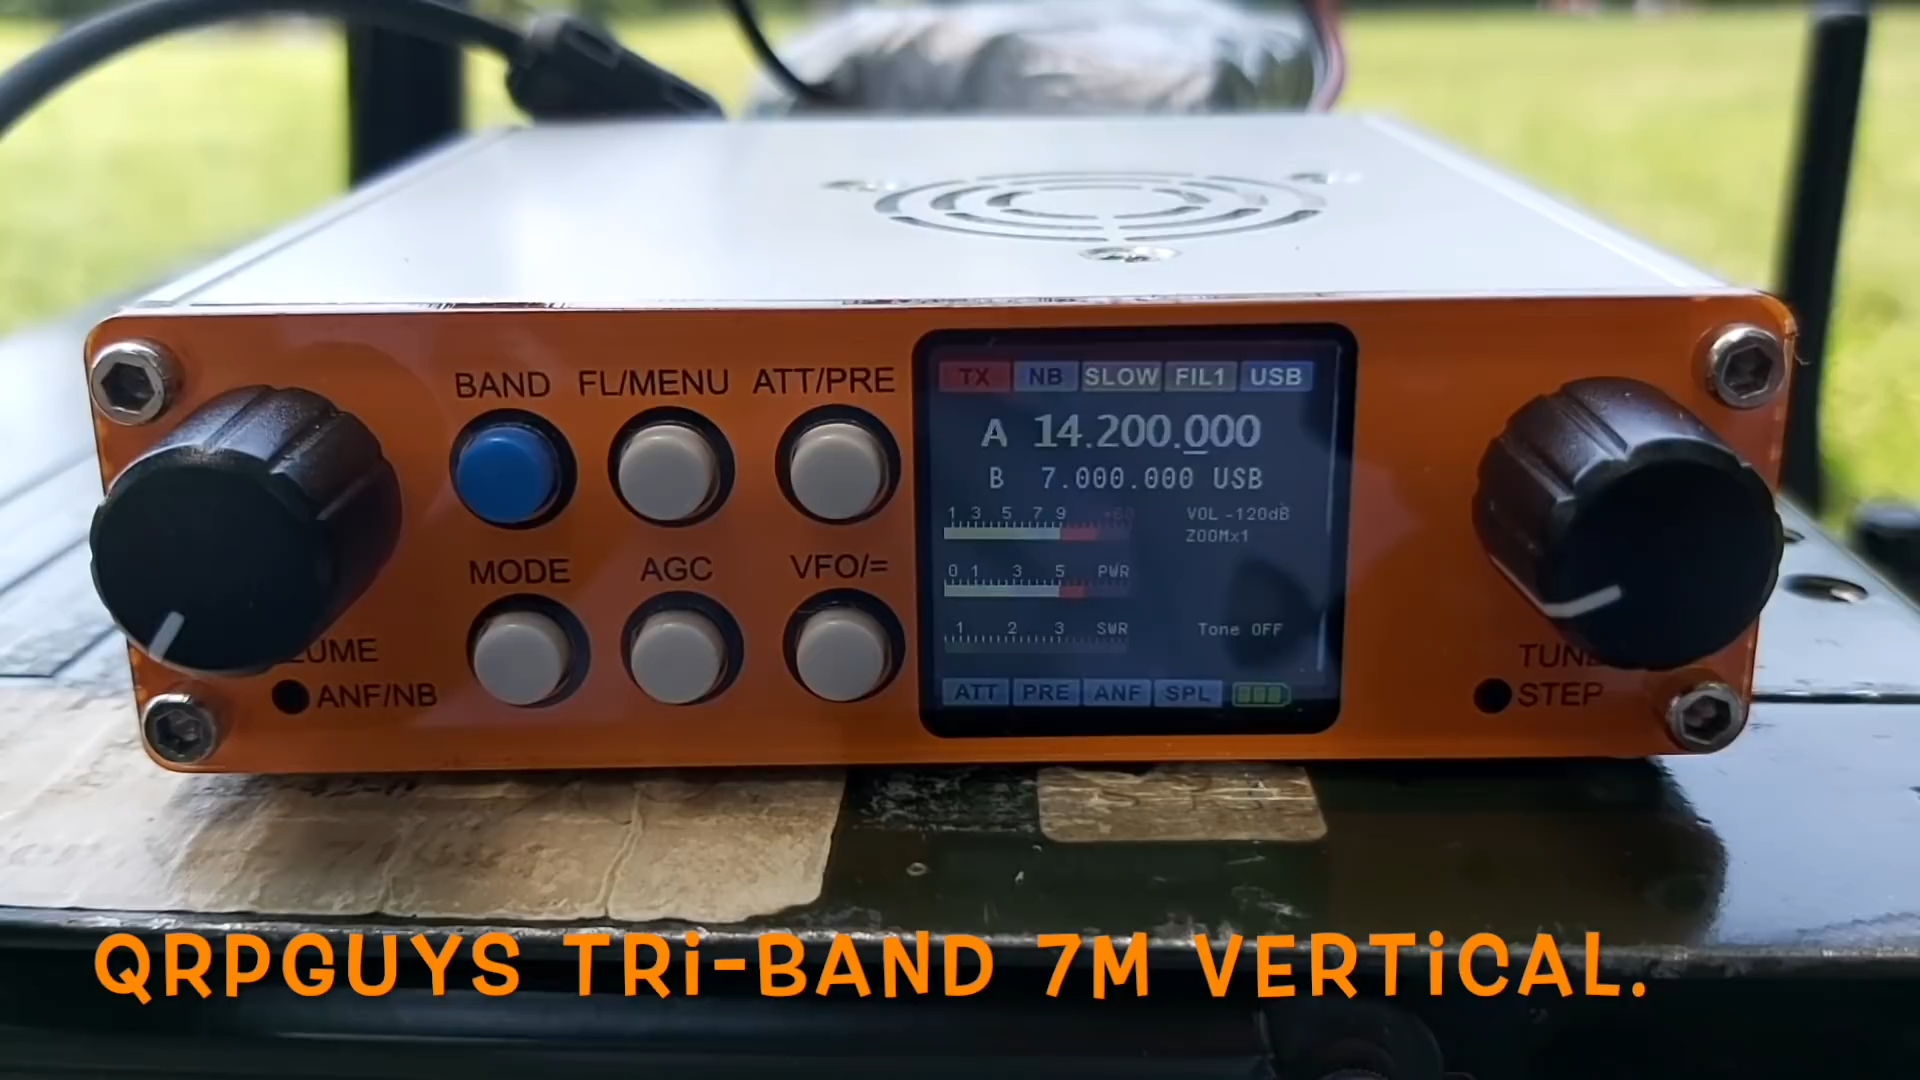 BAND FL/MENU ATT/PRE
MODE AGC VFO/=
ANF/NB
TX NB SLOW FIL1 USB
A 14.200.000
B 7.000.000 USB
1 3 5 7 9 +60
VOL -120dB
ZOOMx1
0 1 3 5 PWR
1 2 3 SWR
Tone OFF
ATT PRE ANF SPL
STEP
QRPGUYS TRi-BAND 7M VERTiCAL.